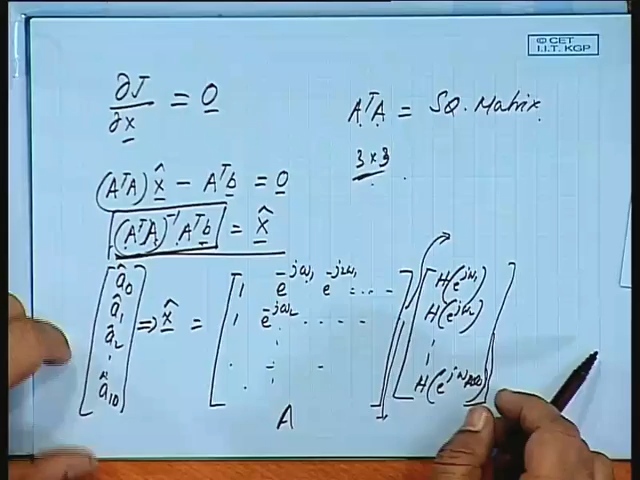 © CET
I.I.T. KGP
∂J/∂x = 0
AᵀA = SQ. Matrix.
3 x 3
(AᵀA) x̂ - Aᵀb = 0
(AᵀA)⁻¹ Aᵀb = x̂
[â0 â1 â2 ⋮ â10] ⇒ x̂ = [1 e^-jω1 e^-j2ω1 ..... ; 1 e^-jω2 .....] [H(e^jω1) H(e^jω2) ⋮ H(e^jω]
A